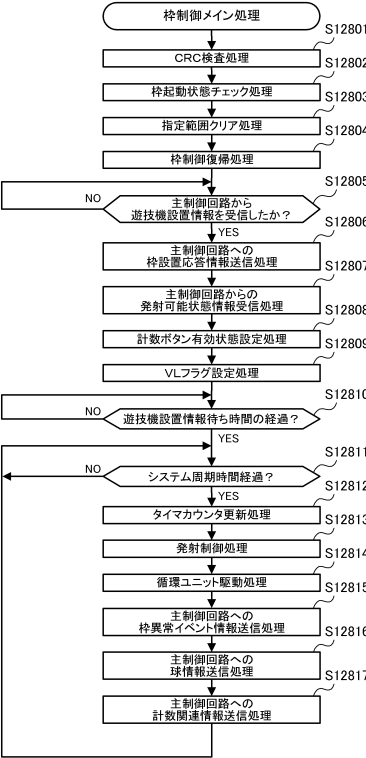 枠制御メイン処理
S12801
CRC検査処理
S12802
枠起動状態チェック処理
S12803
指定範囲クリア処理
S12804
枠制御復帰処理
S12805
NO
主制御回路から
遊技機設置情報を受信したか？
YES
S12806
主制御回路への
枠設置応答情報送信処理
S12807
主制御回路からの
発射可能状態情報受信処理
S12808
計数ボタン有効状態設定処理
S12809
VLフラグ設定処理
S12810
NO
遊技機設置情報待ち時間の経過？
YES
S12811
NO
システム周期時間経過？
YES
S12812
タイマカウンタ更新処理
S12813
発射制御処理
S12814
循環ユニット駆動処理
S12815
主制御回路への
枠異常イベント情報送信処理
S12816
主制御回路への
球情報送信処理
S12817
主制御回路への
計数関連情報送信処理